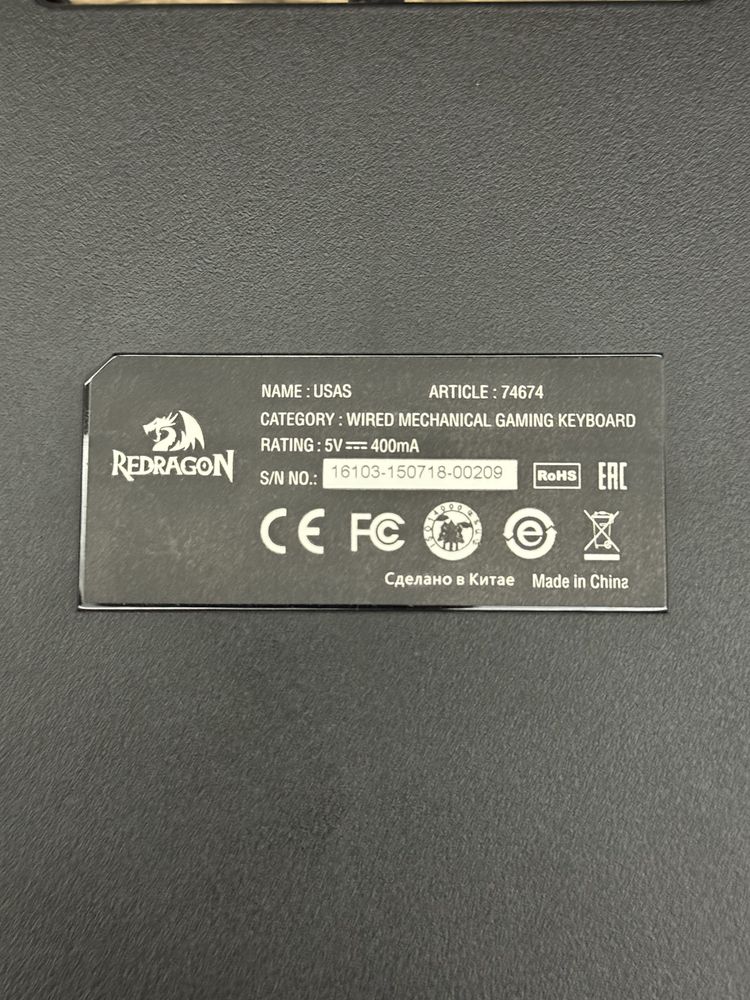 NAME : USAS ARTICLE : 74674
CATEGORY : WIRED MECHANICAL GAMING KEYBOARD
RATING : 5V 400mA
REDRAGON
S/N NO.: 16103-150718-00209 RoHS EAC
CE FC e
Сделано в Китае Made in China